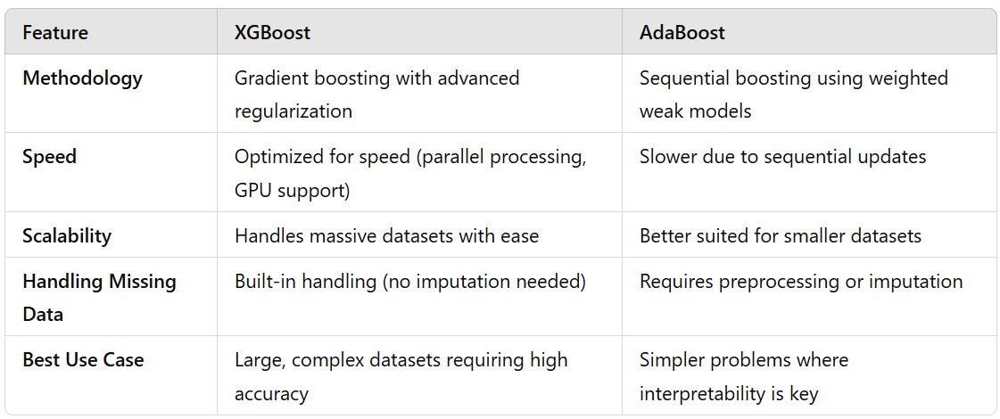 Feature XGBoost AdaBoost
Methodology Gradient boosting with advanced Sequential boosting using weighted
regularization weak models
Speed Optimized for speed (parallel processing, Slower due to sequential updates
GPU support)
Scalability Handles massive datasets with ease Better suited for smaller datasets
Handling Missing Built-in handling (no imputation needed) Requires preprocessing or imputation
Data
Best Use Case Large, complex datasets requiring high Simpler problems where
accuracy interpretability is key